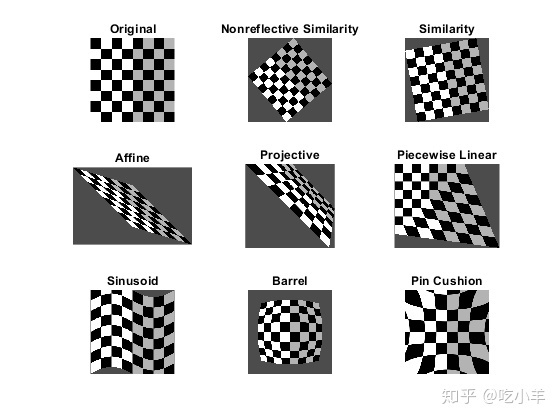 Original
Nonreflective Similarity
Similarity
Affine
Projective
Piecewise Linear
Sinusoid
Barrel
Pin Cushion
知乎 @吃小羊